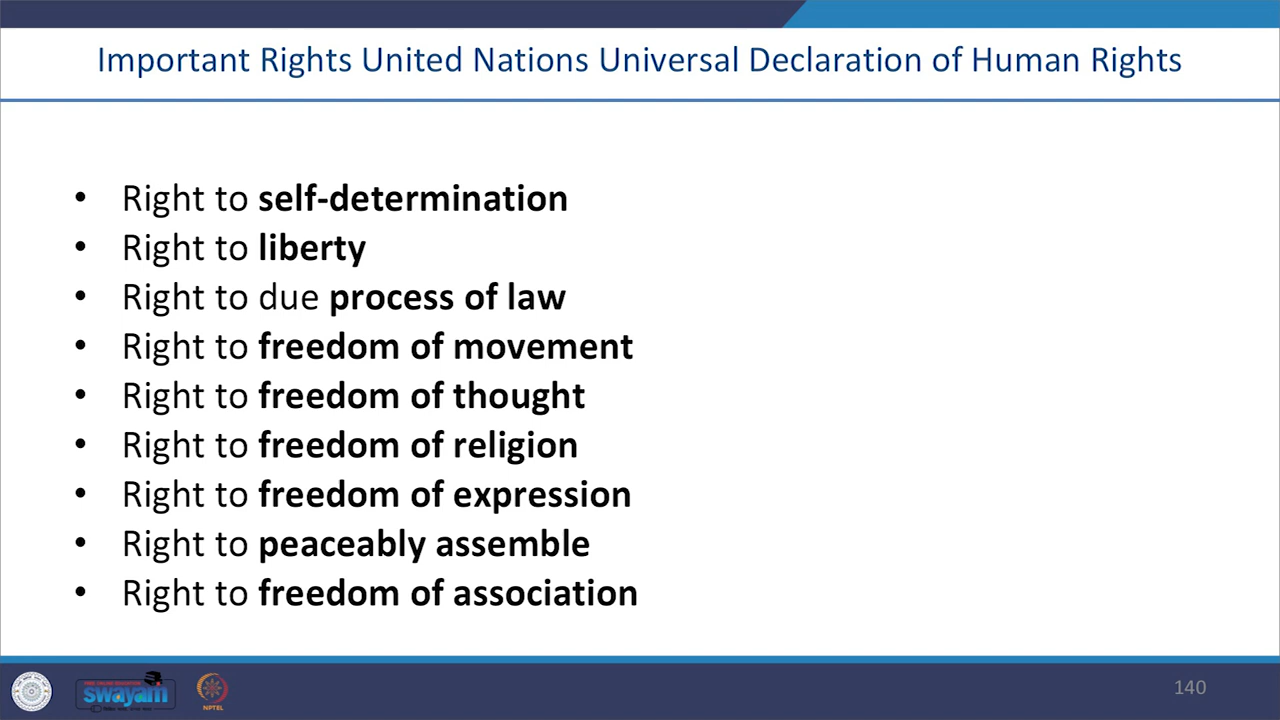 Important Rights United Nations Universal Declaration of Human Rights
• Right to self-determination
• Right to liberty
• Right to due process of law
• Right to freedom of movement
• Right to freedom of thought
• Right to freedom of religion
• Right to freedom of expression
• Right to peaceably assemble
• Right to freedom of association
swayam
NPTEL
140